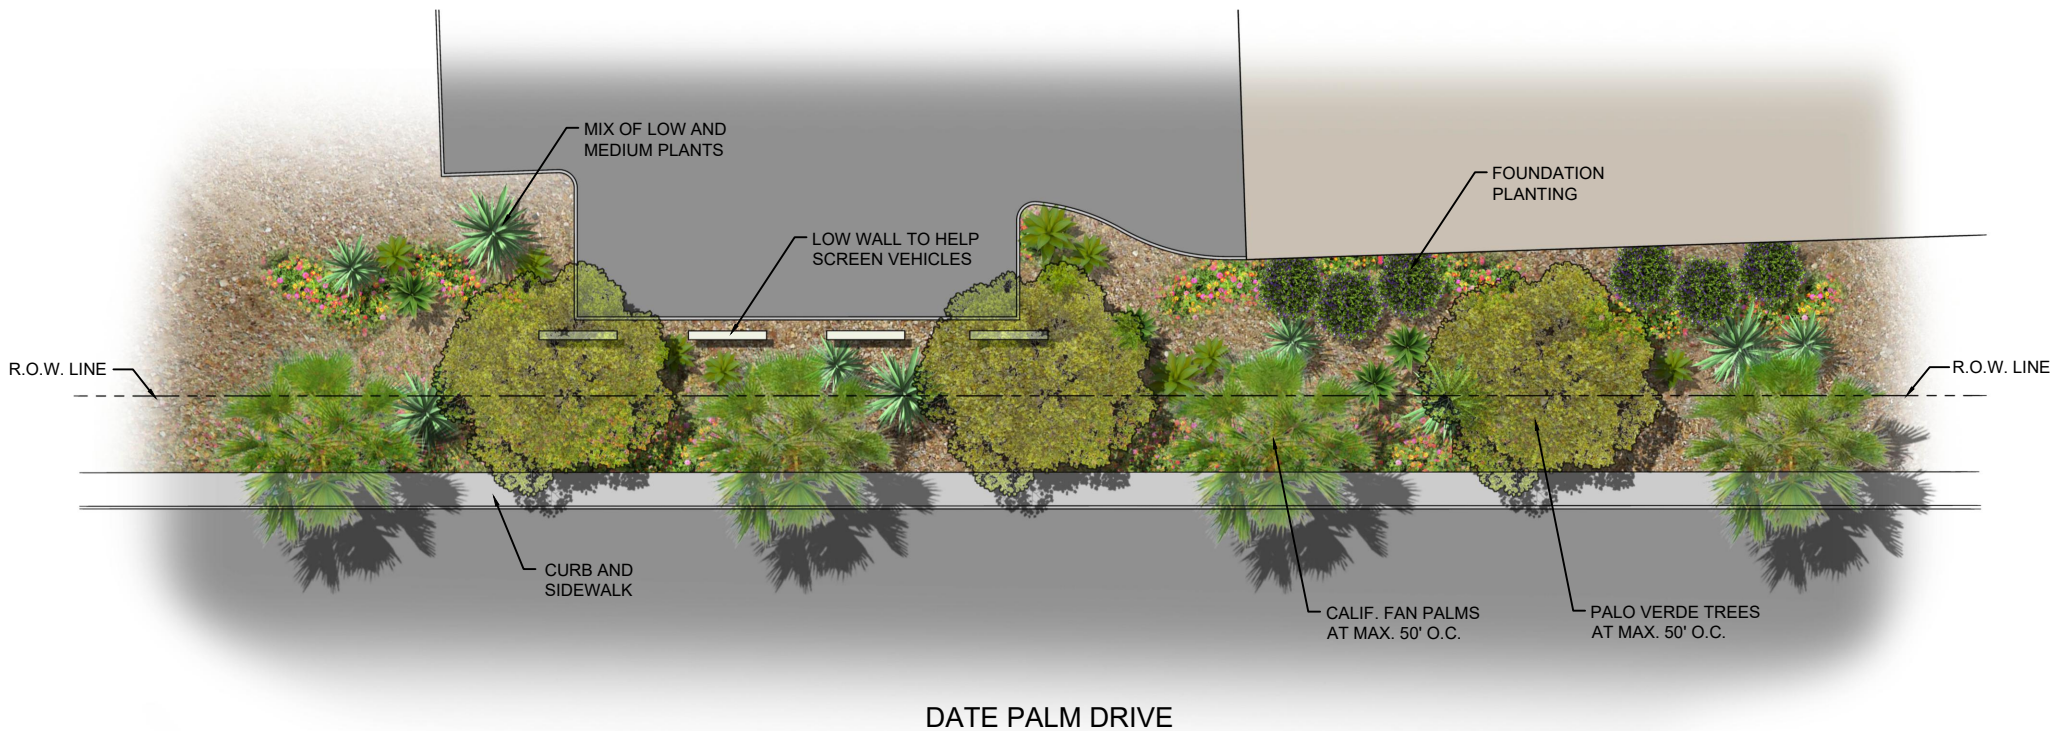 MIX OF LOW AND
MEDIUM PLANTS
FOUNDATION
PLANTING
LOW WALL TO HELP
SCREEN VEHICLES
R.O.W. LINE
R.O.W. LINE
CURB AND
SIDEWALK
CALIF. FAN PALMS
AT MAX. 50' O.C.
PALO VERDE TREES
AT MAX. 50' O.C.
DATE PALM DRIVE